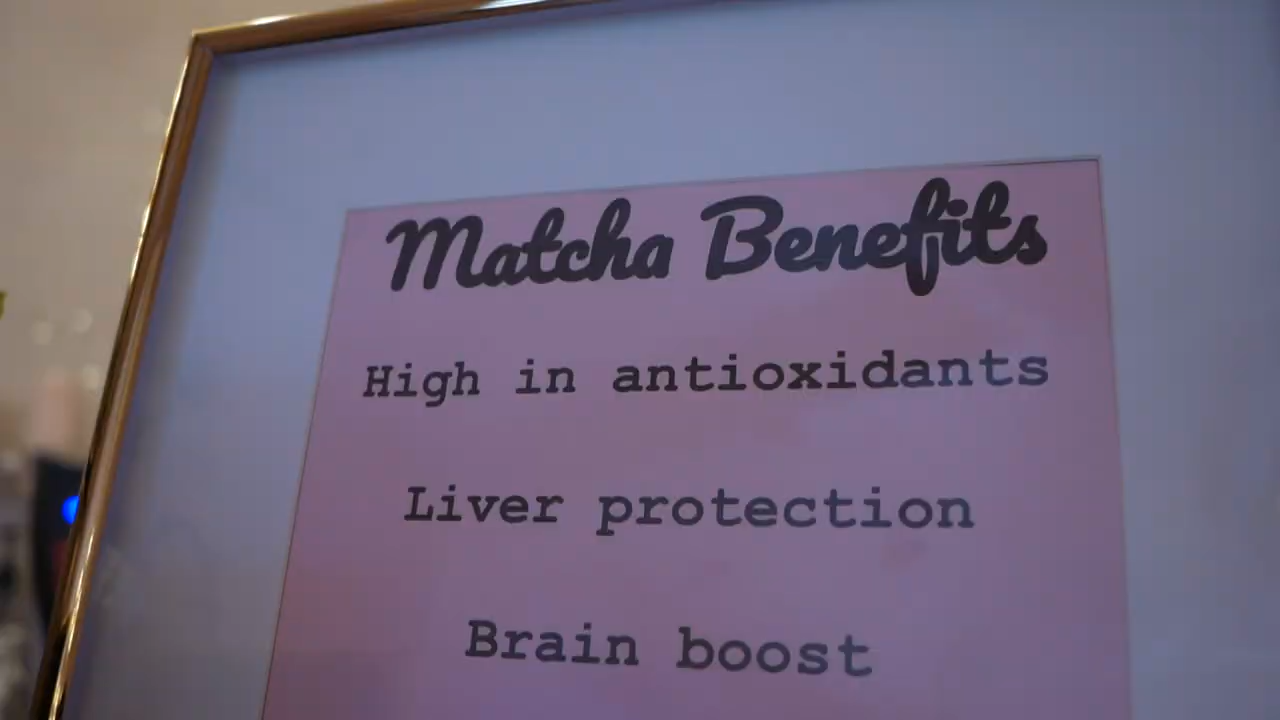 Matcha Benefits
High in antioxidants
Liver protection
Brain boost